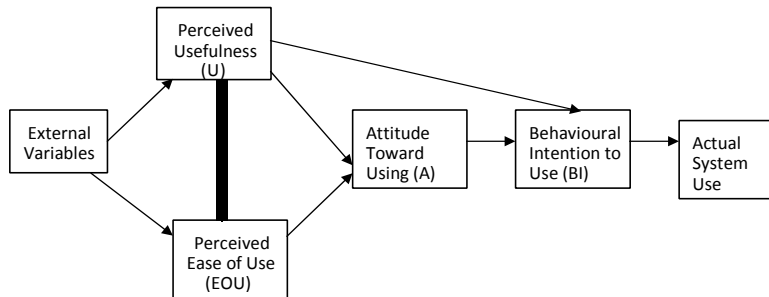 Perceived
Usefulness
(U)
External
Variables
Attitude
Toward
Using (A)
Behavioural
Intention to
Use (BI)
Actual
System
Use
Perceived
Ease of Use
(EOU)